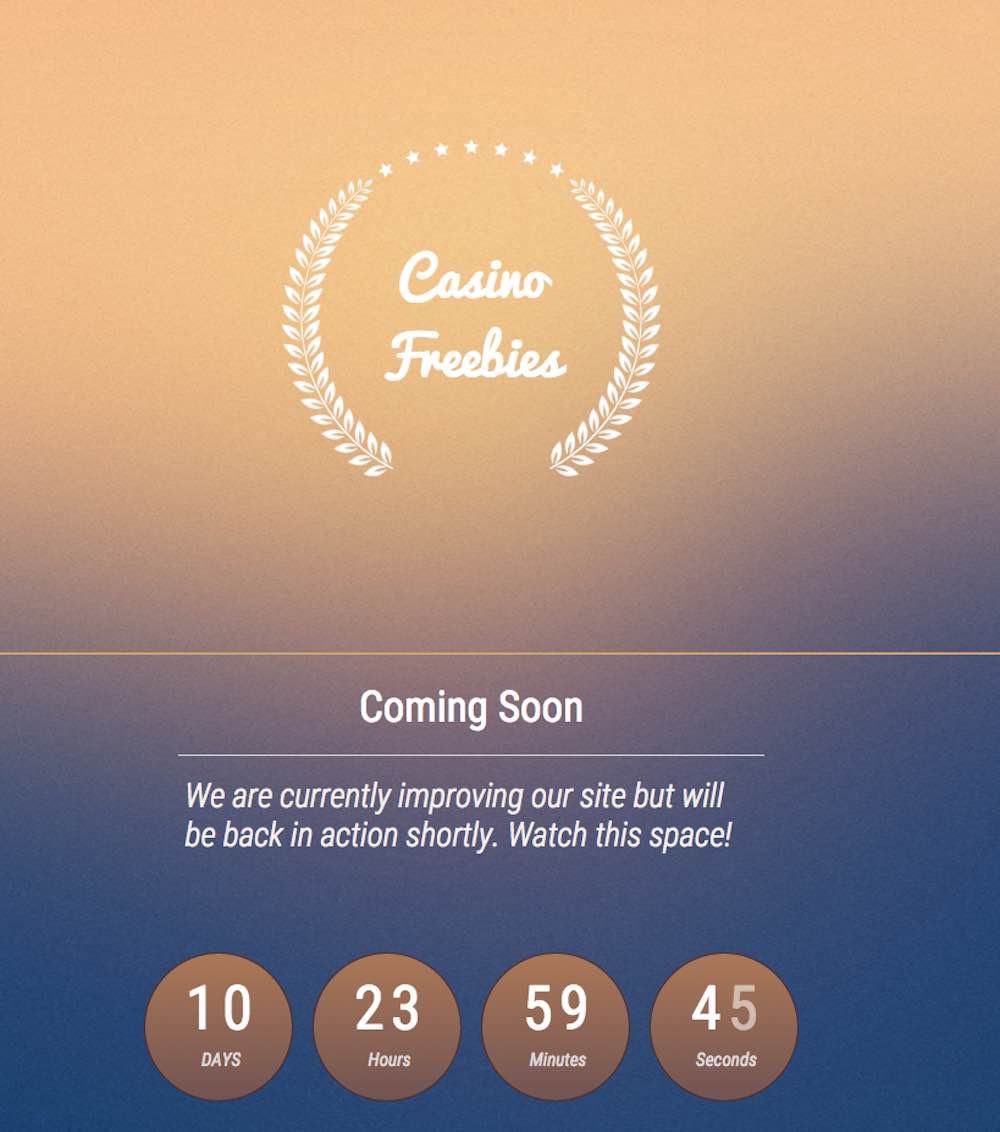 Casino
Freebies
Coming Soon
We are currently improving our site but will
be back in action shortly. Watch this space!
10 23 59 45
DAYS Hours Minutes Seconds